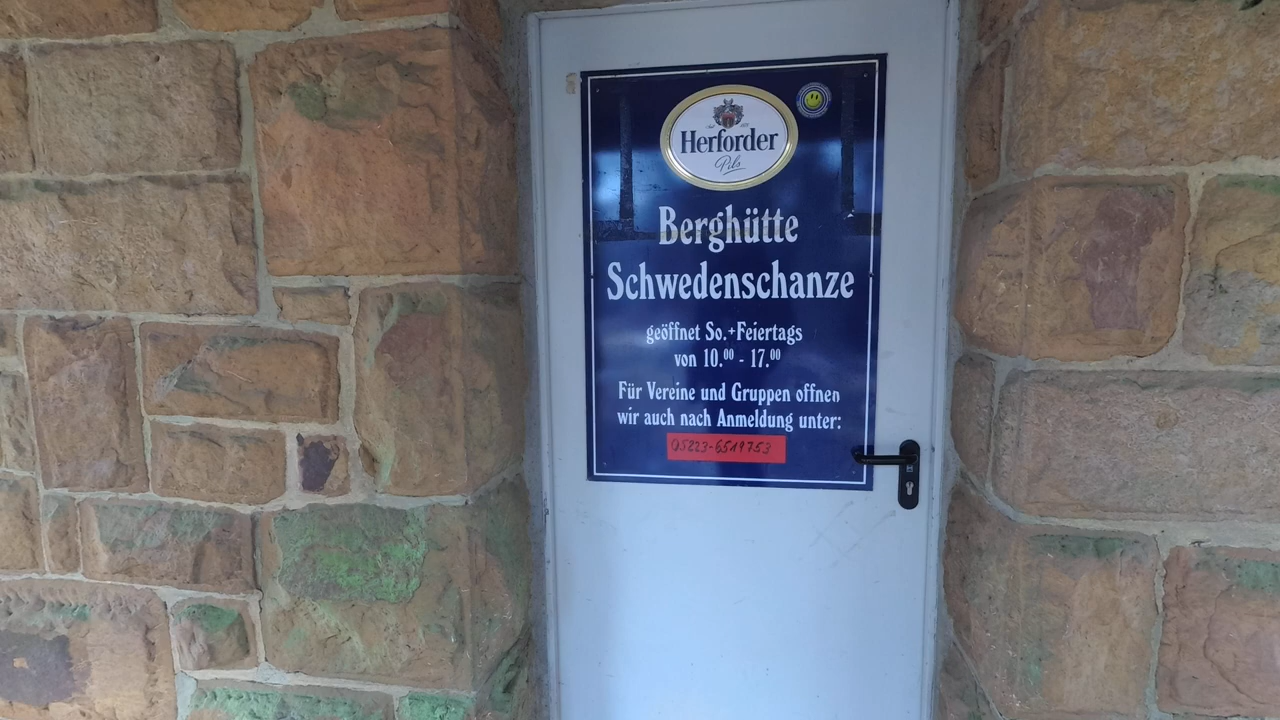 Herforder
Pils
Berghütte
Schwedenschanze
geöffnet So.+Feiertags
von 10.00 - 17.00
Für Vereine und Gruppen offnen
wir auch nach Anmeldung unter:
05223-6519753